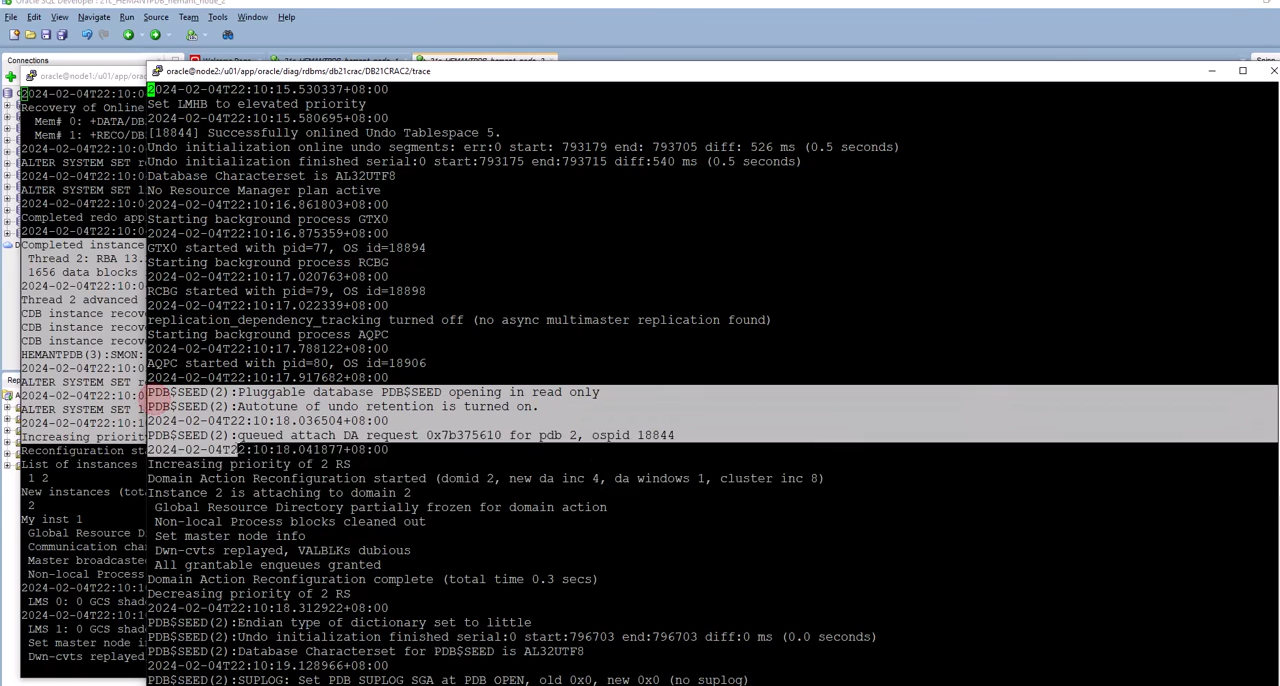 Oracle SQL Developer: 21c_HEMANTPDB_hemant_node_2
File Edit View Navigate Run Source Team Tools Window Help
Connections
oracle@node1:/u01/app/orac
2024-02-04T22:10:0
Recovery of Online
Mem# 0: +DATA/DB
Mem# 1: +RECO/DB
2024-02-04T22:10:0
ALTER SYSTEM SET r
2024-02-04T22:10:0
ALTER SYSTEM SET l
2024-02-04T22:10:0
Completed redo app
2024-02-04T22:10:0
Completed instance
Thread 2: RBA 13.
1656 data blocks
2024-02-04T22:10:0
Thread 2 advanced
CDB instance recov
CDB instance recov
HEMANTPDB(3):SMON:
2024-02-04T22:10:0
ALTER SYSTEM SET r
2024-02-04T22:10:0
ALTER SYSTEM SET l
2024-02-04T22:10:1
Increasing priorit
Reconfiguration st
List of instances
1 2
New instances (tot
2
My inst 1
Global Resource D
Communication cha
Master broadcasted
Non-local Process
2024-02-04T22:10:10
LMS 0: 0 GCS shad
2024-02-04T22:10:10
LMS 1: 0 GCS shad
Set master node in
Dwn-cvts replayed
oracle@node2:/u01/app/oracle/diag/rdbms/db21crac/DB21CRAC2/trace
2024-02-04T22:10:15.530337+08:00
Set LMHB to elevated priority
2024-02-04T22:10:15.580695+08:00
[18844] Successfully onlined Undo Tablespace 5.
Undo initialization online undo segments: err:0 start: 793179 end: 793705 diff: 526 ms (0.5 seconds)
Undo initialization finished serial:0 start:793175 end:793715 diff:540 ms (0.5 seconds)
Database Characterset is AL32UTF8
No Resource Manager plan active
2024-02-04T22:10:16.861803+08:00
Starting background process GTX0
2024-02-04T22:10:16.875359+08:00
GTX0 started with pid=77, OS id=18894
Starting background process RCBG
2024-02-04T22:10:17.020763+08:00
RCBG started with pid=79, OS id=18898
2024-02-04T22:10:17.022339+08:00
replication_dependency_tracking turned off (no async multimaster replication found)
Starting background process AQPC
2024-02-04T22:10:17.788122+08:00
AQPC started with pid=80, OS id=18906
2024-02-04T22:10:17.917682+08:00
PDB$SEED(2):Pluggable database PDB$SEED opening in read only
PDB$SEED(2):Autotune of undo retention is turned on.
2024-02-04T22:10:18.036504+08:00
PDB$SEED(2):queued attach DA request 0x7b375610 for pdb 2, ospid 18844
2024-02-04T22:10:18.041877+08:00
Increasing priority of 2 RS
Domain Action Reconfiguration started (domid 2, new da inc 4, da windows 1, cluster inc 8)
Instance 2 is attaching to domain 2
Global Resource Directory partially frozen for domain action
Non-local Process blocks cleaned out
Set master node info
Dwn-cvts replayed, VALBLKs dubious
All grantable enqueues granted
Domain Action Reconfiguration complete (total time 0.3 secs)
Decreasing priority of 2 RS
2024-02-04T22:10:18.312922+08:00
PDB$SEED(2):Endian type of dictionary set to little
PDB$SEED(2):Undo initialization finished serial:0 start:796703 end:796703 diff:0 ms (0.0 seconds)
PDB$SEED(2):Database Characterset for PDB$SEED is AL32UTF8
2024-02-04T22:10:19.128966+08:00
PDB$SEED(2):SUPLOG: Set PDB SUPLOG SGA at PDB OPEN, old 0x0, new 0x0 (no suplog)